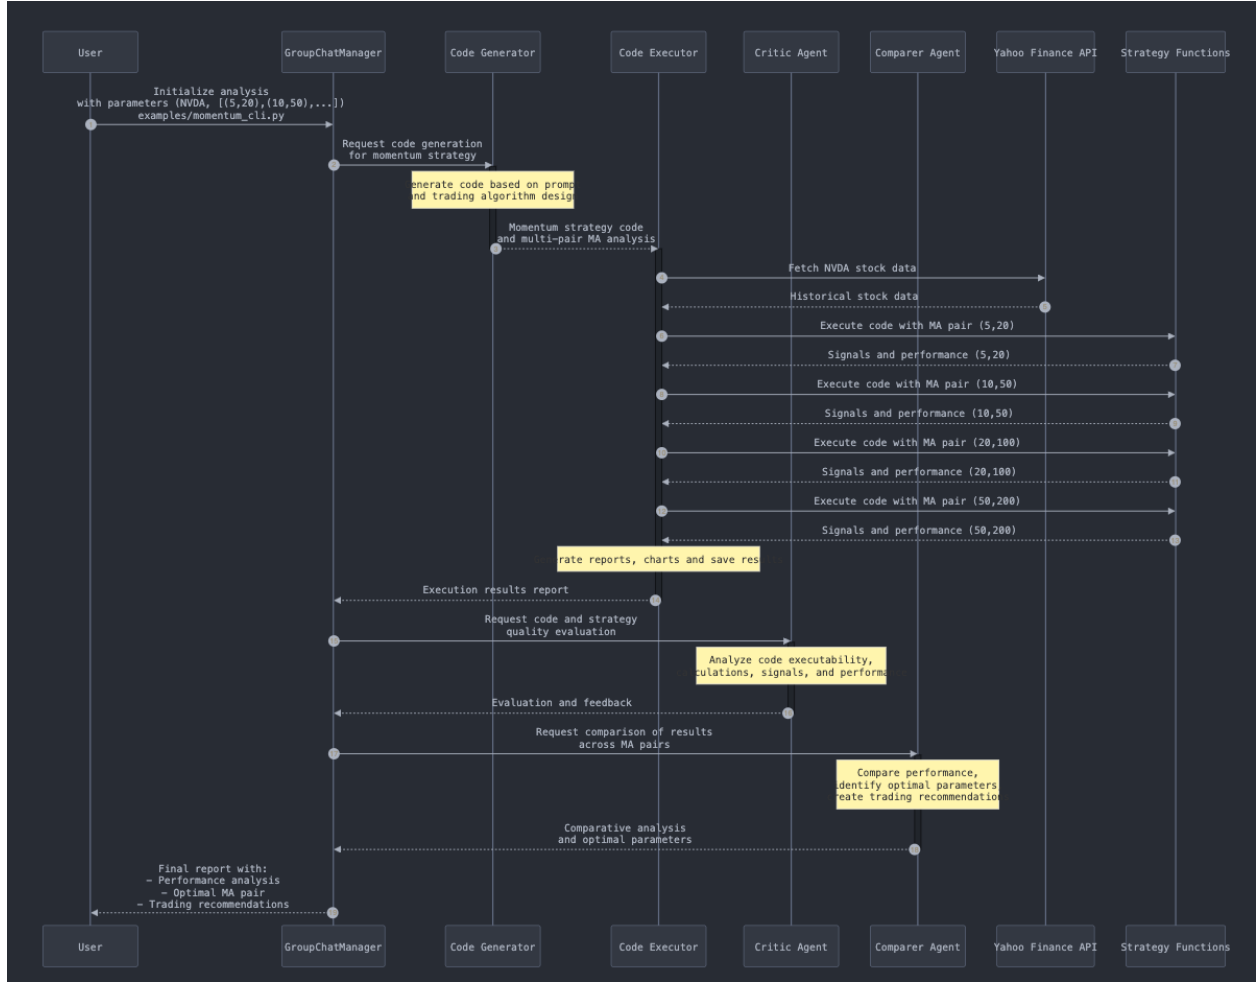 User
GroupChatManager
Code Generator
Code Executor
Critic Agent
Comparer Agent
Yahoo Finance API
Strategy Functions
Initialize analysis
with parameters (NVDA, [(5,20),(10,50),...])
examples/momentum_cli.py
Request code generation
for momentum strategy
enerate code based on promp
nd trading algorithm desig
Momentum strategy code
and multi-pair MA analysis
Fetch NVDA stock data
Historical stock data
Execute code with MA pair (5,20)
Signals and performance (5,20)
Execute code with MA pair (10,50)
Signals and performance (10,50)
Execute code with MA pair (20,100)
Signals and performance (20,100)
Execute code with MA pair (50,200)
Signals and performance (50,200)
rate reports, charts and save res
Execution results report
Request code and strategy
quality evaluation
Analyze code executability,
culations, signals, and performa
Evaluation and feedback
Request comparison of results
across MA pairs
Compare performance,
identify optimal parameters
reate trading recommendation
Comparative analysis
and optimal parameters
Final report with:
- Performance analysis
- Optimal MA pair
- Trading recommendations
User
GroupChatManager
Code Generator
Code Executor
Critic Agent
Comparer Agent
Yahoo Finance API
Strategy Functions